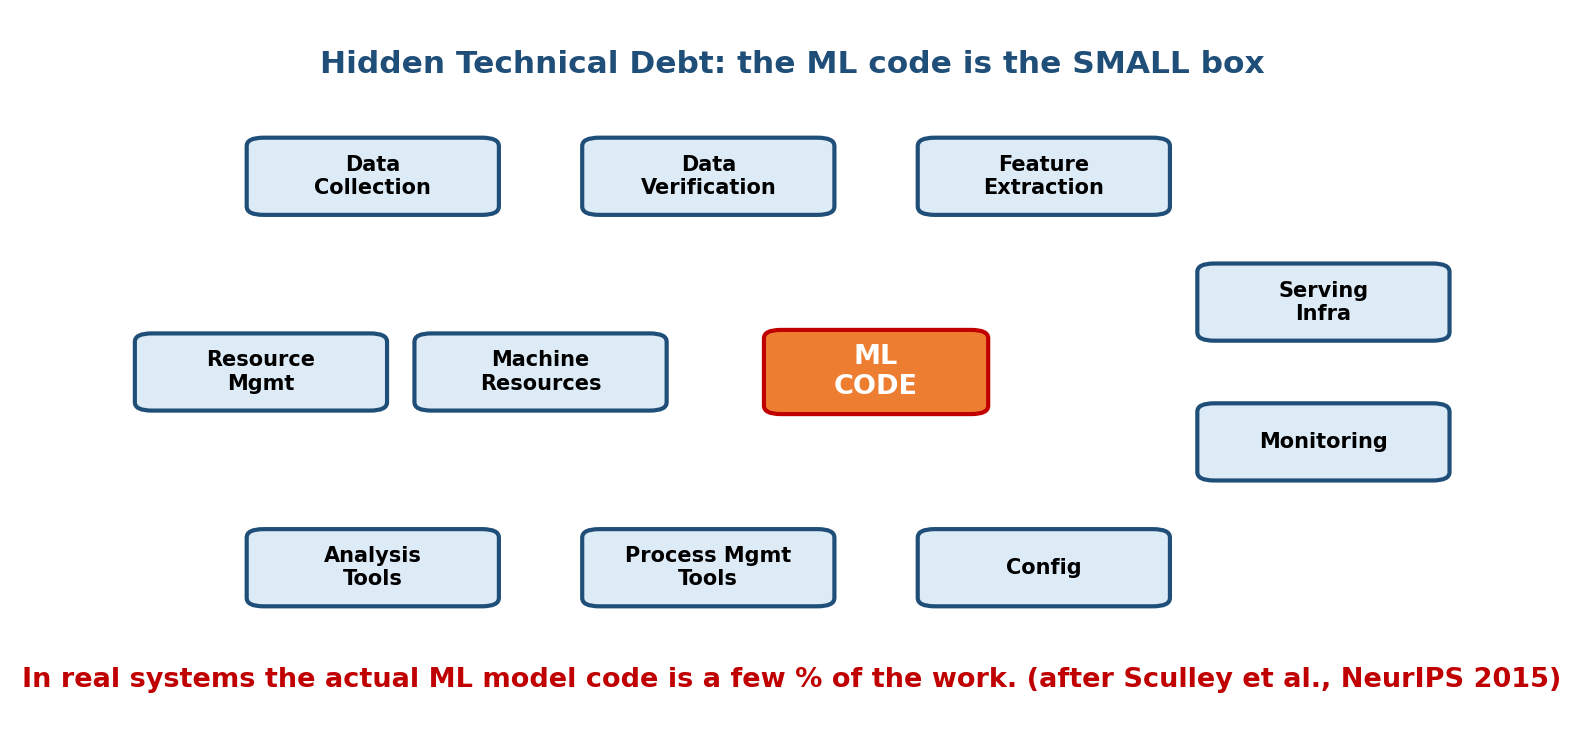 Hidden Technical Debt: the ML code is the SMALL box
Data
Collection
Data
Verification
Feature
Extraction
Serving
Infra
Resource
Mgmt
Machine
Resources
ML
CODE
Monitoring
Analysis
Tools
Process Mgmt
Tools
Config
In real systems the actual ML model code is a few % of the work. (after Sculley et al., NeurIPS 2015)